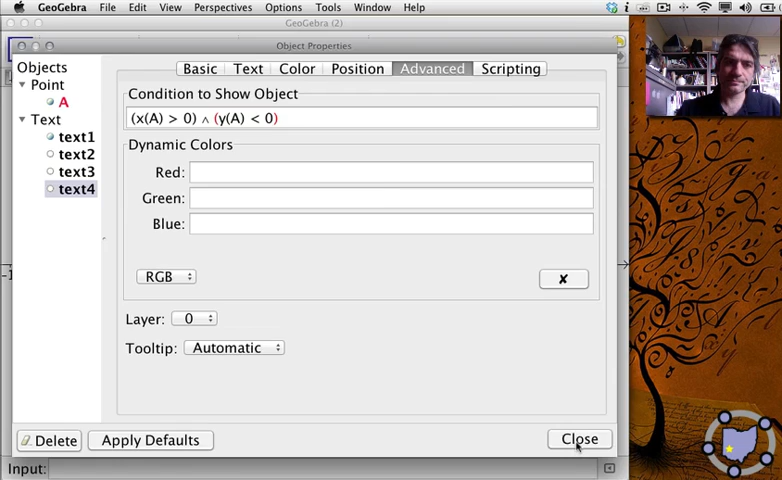 GeoGebra File Edit View Perspectives Options Tools Window Help
GeoGebra (2)
Object Properties
Objects
Point
A
Text
text1
text2
text3
text4
Basic Text Color Position Advanced Scripting
Condition to Show Object
(x(A) > 0) ∧ (y(A) < 0)
Dynamic Colors
Red:
Green:
Blue:
RGB
✘
Layer: 0
Tooltip: Automatic
Delete Apply Defaults Close
Input: